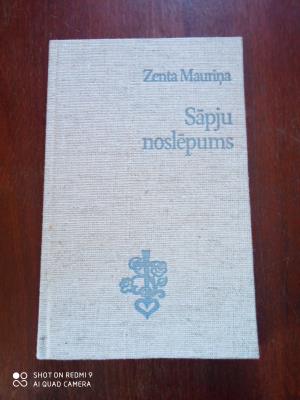 Zenta Mauriņa
Sāpju
noslēpums
SHOT ON REDMI 9
AI QUAD CAMERA